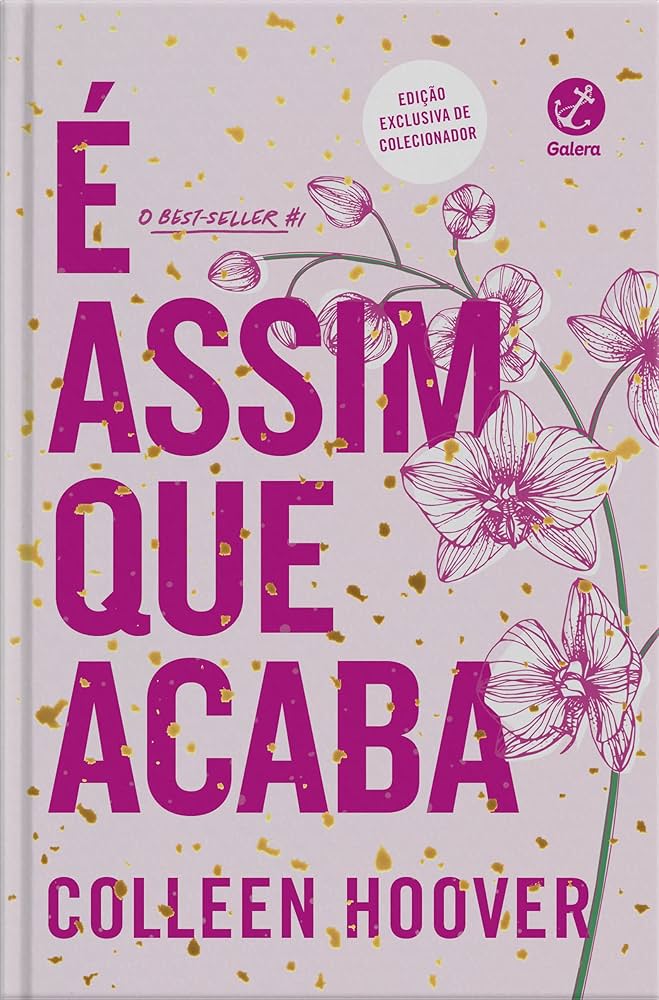 EDIÇÃO
EXCLUSIVA DE
COLECIONADOR
Galera
É
O BEST-SELLER #1
ASSIM
QUE
ACABA
COLLEEN HOOVER